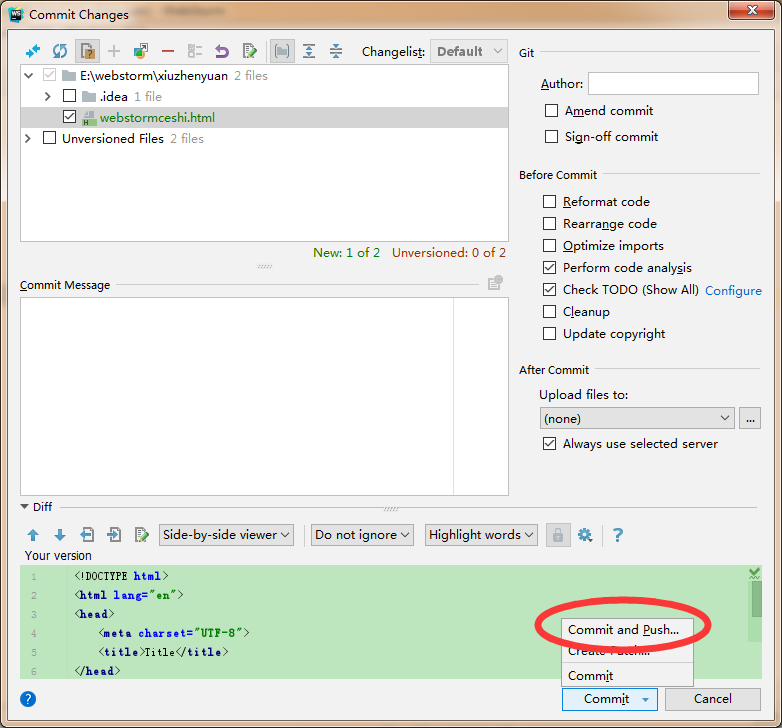 WS Commit Changes
Changelist: Default
E:\webstorm\xiuzhenyuan 2 files
.idea 1 file
H webstormceshi.html
Unversioned Files 2 files
New: 1 of 2 Unversioned: 0 of 2
Commit Message
Git
Author:
Amend commit
Sign-off commit
Before Commit
Reformat code
Rearrange code
Optimize imports
Perform code analysis
Check TODO (Show All) Configure
Cleanup
Update copyright
After Commit
Upload files to:
(none) ...
Always use selected server
Diff
Side-by-side viewer Do not ignore Highlight words ?
Your version
1 <!DOCTYPE html>
2 <html lang="en">
3 <head>
4 <meta charset="UTF-8">
5 <title>Title</title>
6 </head>
Commit and Push...
Create Patch...
Commit
? Commit Cancel